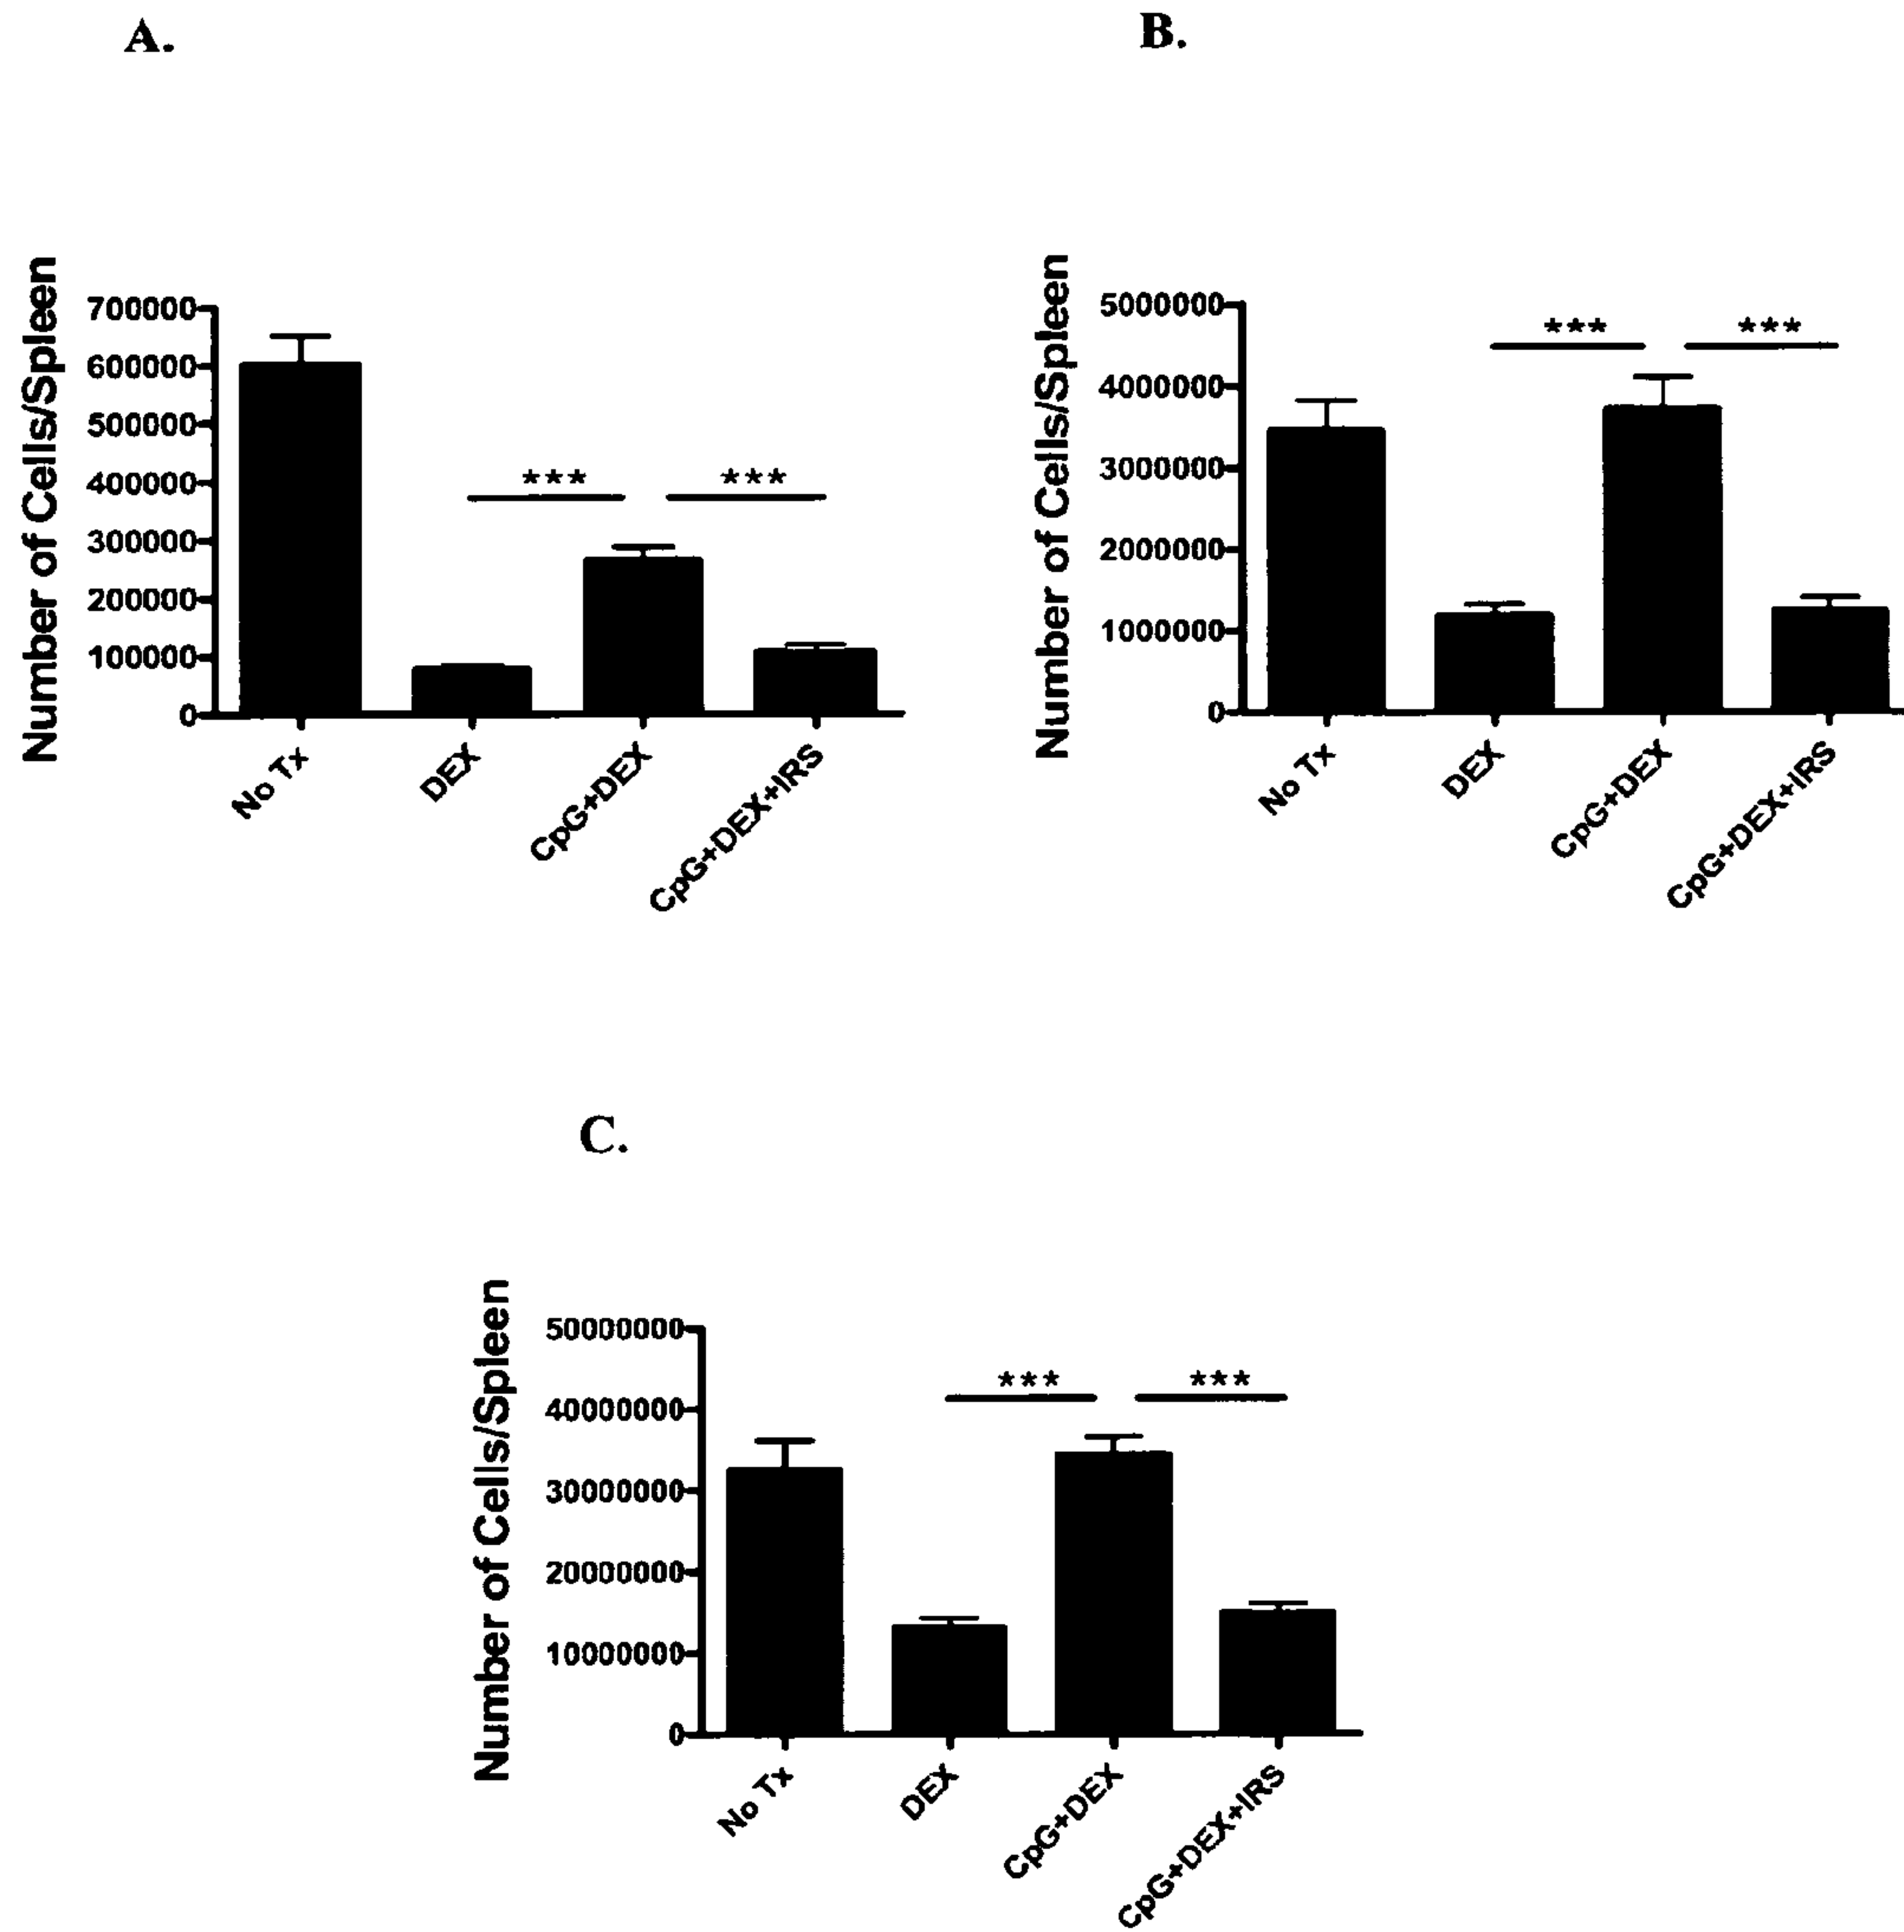 A.
Number of Cells/Spleen
700000
600000
500000
400000
300000
200000
100000
0
***
***
No Tx
DEX
CpG+DEX
CpG+DEX+IRS
B.
Number of Cells/Spleen
5000000
4000000
3000000
2000000
1000000
0
***
***
No Tx
DEX
CpG+DEX
CpG+DEX+IRS
C.
Number of Cells/Spleen
50000000
40000000
30000000
20000000
10000000
0
***
***
No Tx
DEX
CpG+DEX
CpG+DEX+IRS